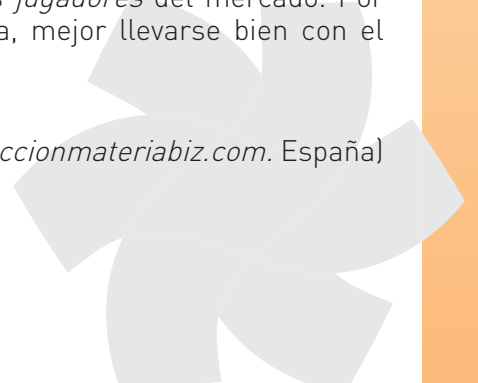 jugadores del mercado. Por
a, mejor llevarse bien con el
ccionmateriabiz.com. España)